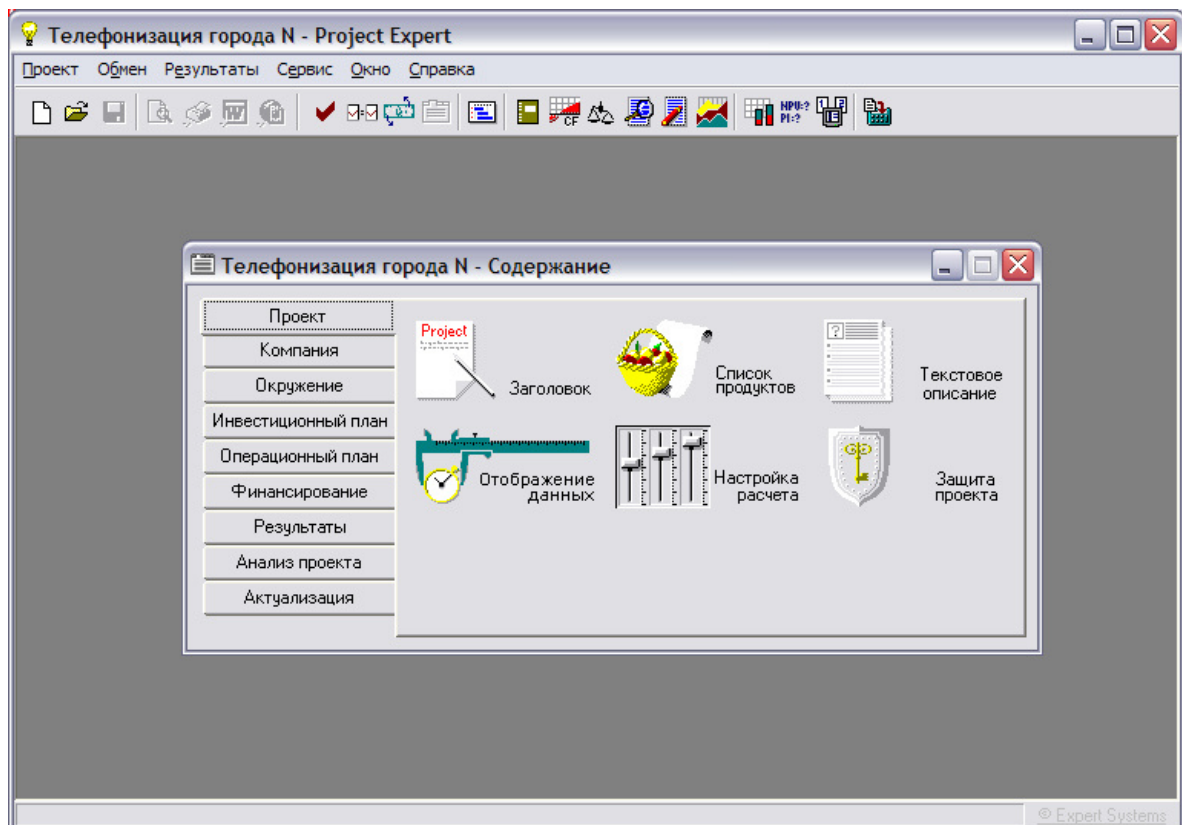 Телефонизация города N - Project Expert
Проект Обмен Результаты Сервис Окно Справка
CF
NPV:?
PI:?
Телефонизация города N - Содержание
Проект
Компания
Окружение
Инвестиционный план
Операционный план
Финансирование
Результаты
Анализ проекта
Актуализация
Project
Заголовок
Список
продуктов
Текстовое
описание
Отображение
данных
Настройка
расчета
Защита
проекта
© Expert Systems